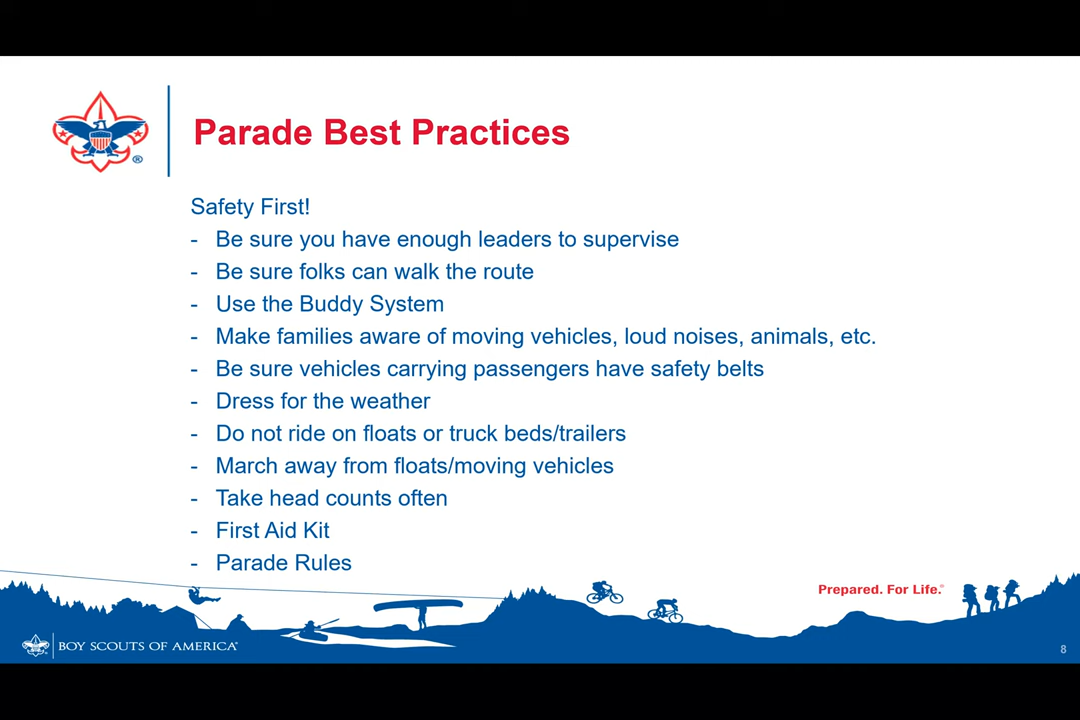 Parade Best Practices
Safety First!
- Be sure you have enough leaders to supervise
- Be sure folks can walk the route
- Use the Buddy System
- Make families aware of moving vehicles, loud noises, animals, etc.
- Be sure vehicles carrying passengers have safety belts
- Dress for the weather
- Do not ride on floats or truck beds/trailers
- March away from floats/moving vehicles
- Take head counts often
- First Aid Kit
- Parade Rules
Prepared. For Life.®
BOY SCOUTS OF AMERICA®
8